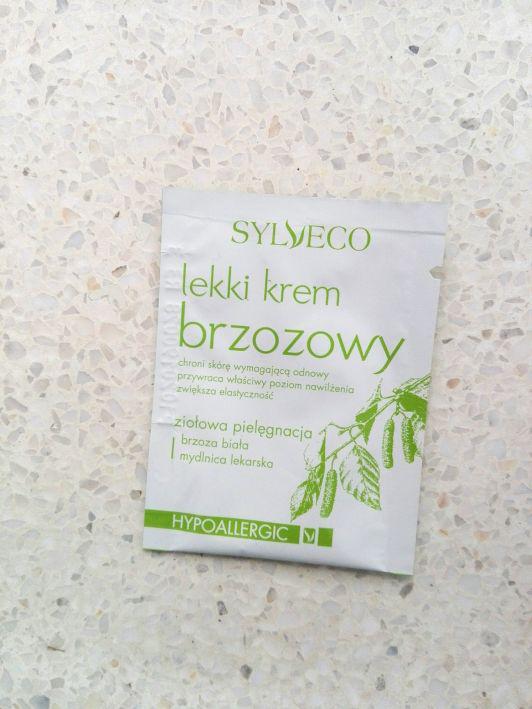 SYLVECO
lekki krem
brzozowy
chroni skórę wymagającą odnowy
przywraca właściwy poziom nawilżenia
zwiększa elastyczność
ziołowa pielęgnacja
brzoza biała
mydlnica lekarska
HYPOALLERGIC